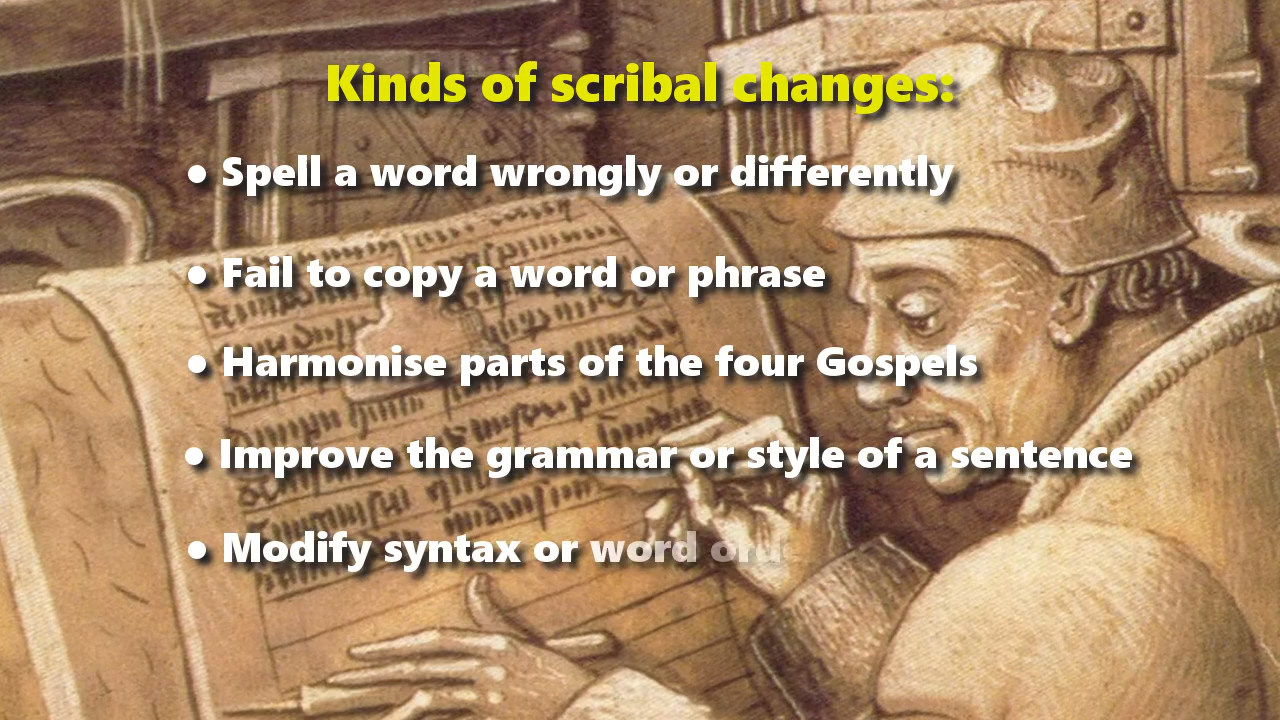 Kinds of scribal changes:
• Spell a word wrongly or differently
• Fail to copy a word or phrase
• Harmonise parts of the four Gospels
• Improve the grammar or style of a sentence
• Modify syntax or word